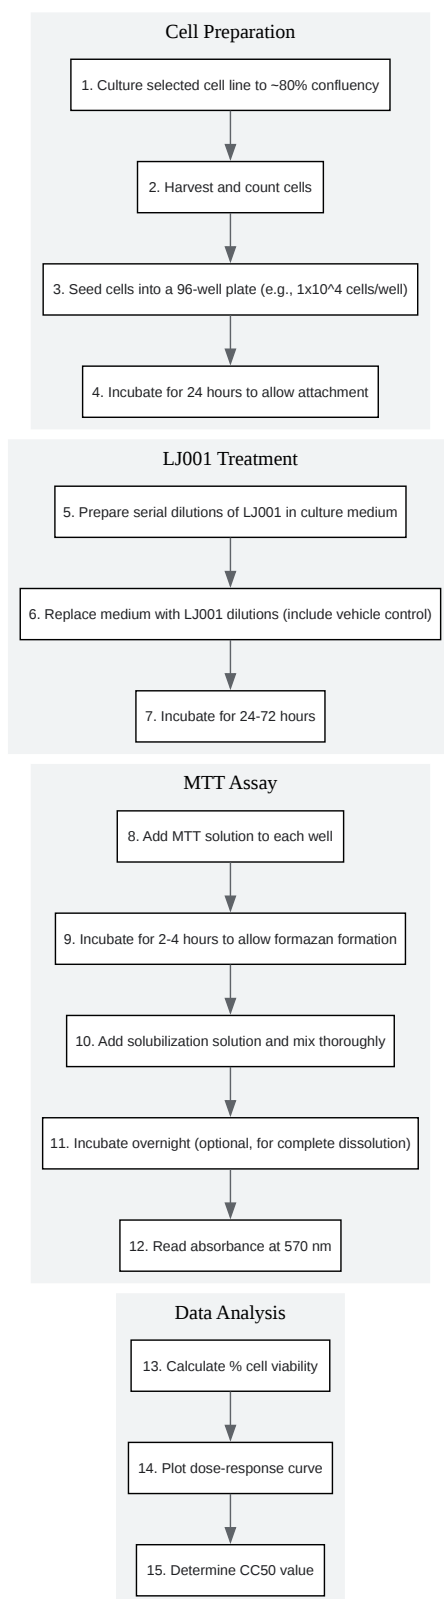 Cell Preparation
1. Culture selected cell line to ~80% confluency
2. Harvest and count cells
3. Seed cells into a 96-well plate (e.g., 1x10^4 cells/well)
4. Incubate for 24 hours to allow attachment
LJ001 Treatment
5. Prepare serial dilutions of LJ001 in culture medium
6. Replace medium with LJ001 dilutions (include vehicle control)
7. Incubate for 24-72 hours
MTT Assay
8. Add MTT solution to each well
9. Incubate for 2-4 hours to allow formazan formation
10. Add solubilization solution and mix thoroughly
11. Incubate overnight (optional, for complete dissolution)
12. Read absorbance at 570 nm
Data Analysis
13. Calculate % cell viability
14. Plot dose-response curve
15. Determine CC50 value